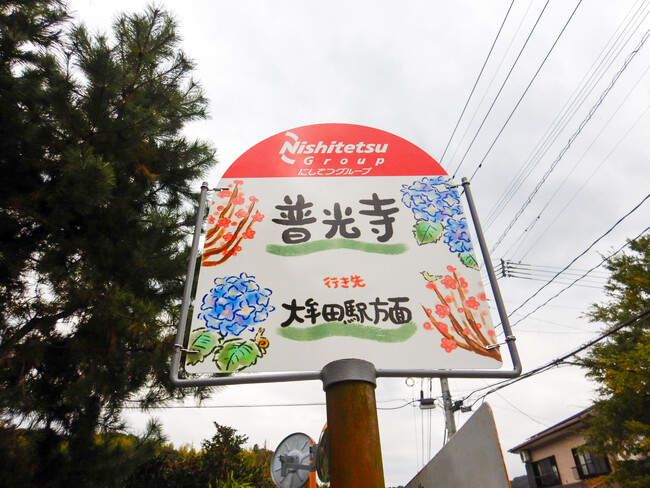 Nishitetsu
Group
にしてつグループ
普光寺
行き先
大牟田駅方面